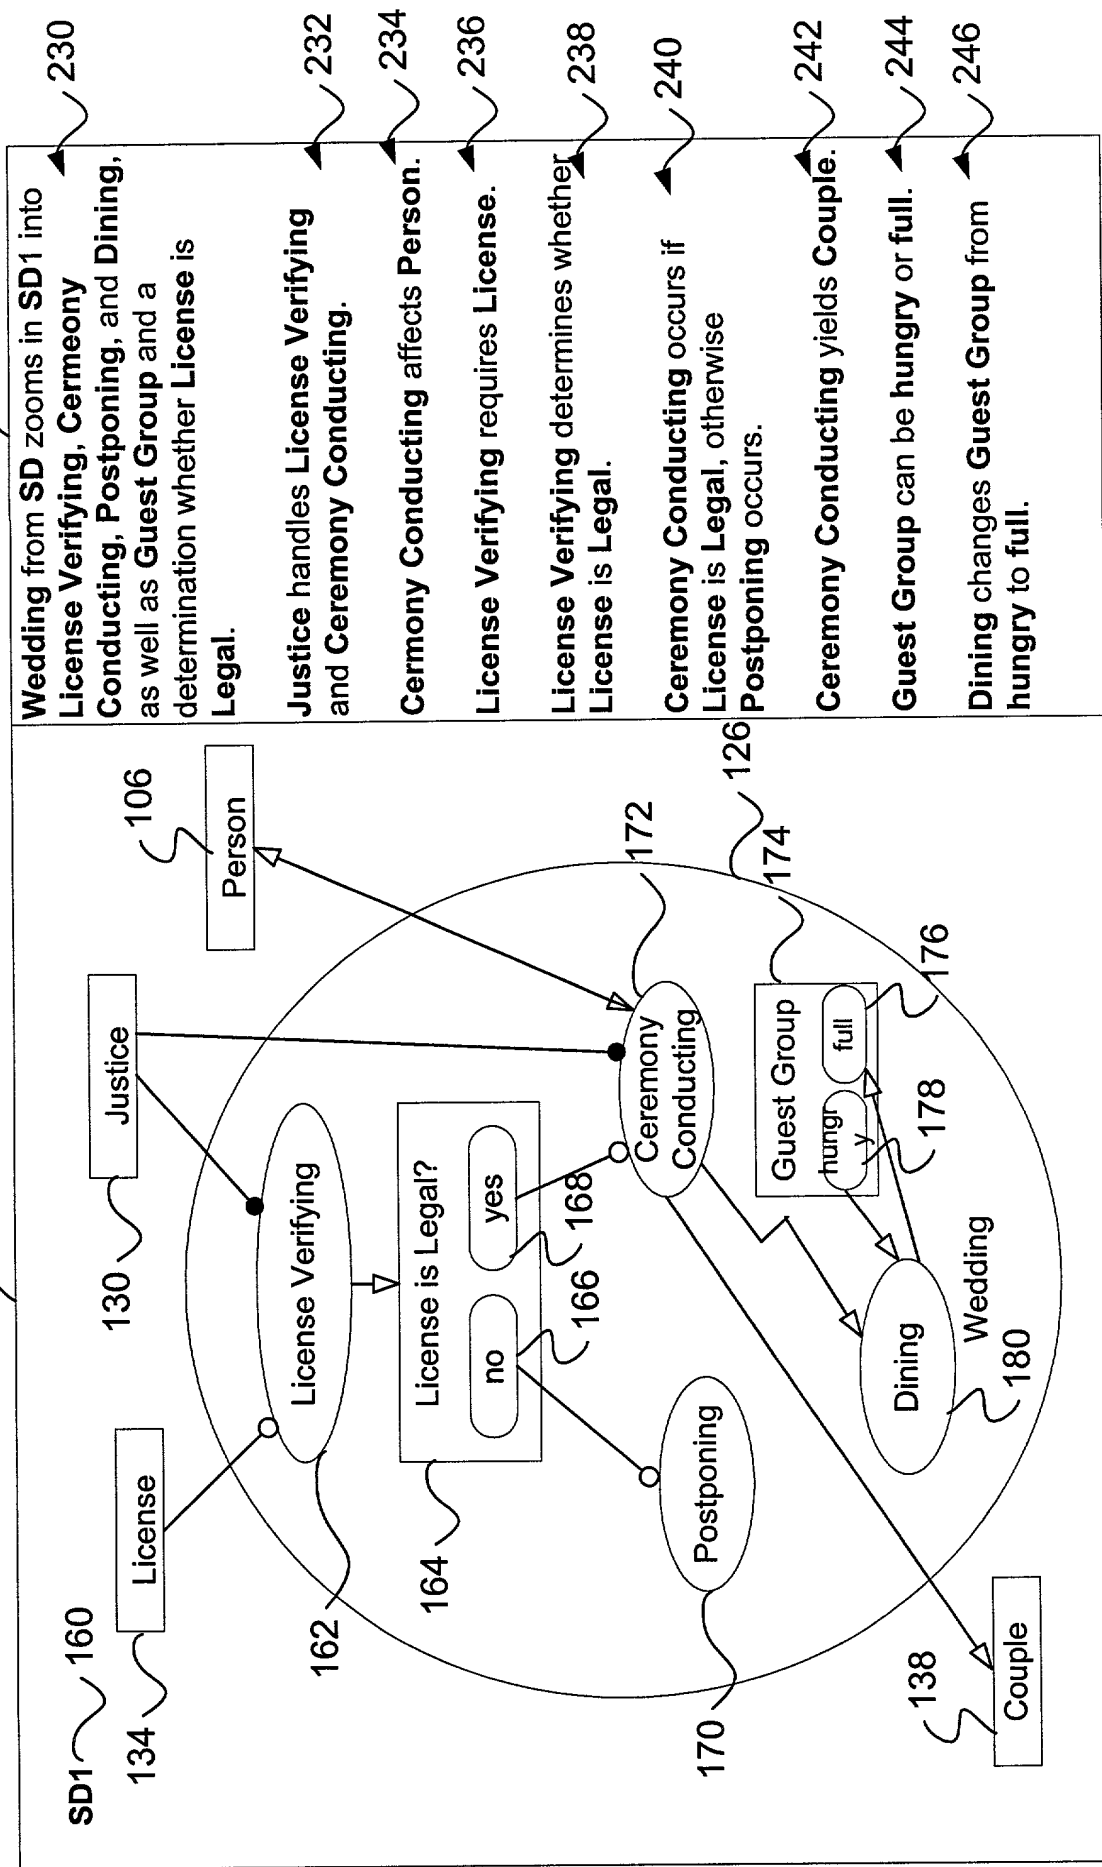 SD1 160
License
134
Justice
130
Person
106
License Verifying
162
License is Legal?
164
no
yes
166
168
Ceremony
Conducting
172
126
174
Postponing
170
Guest Group
hungr
y
full
176
178
Dining
180
Wedding
138
Couple
Wedding from SD zooms in SD1 into
License Verifying, Cermeony
Conducting, Postponing, and Dining,
as well as Guest Group and a
determination whether License is
Legal.
230
Justice handles License Verifying
and Ceremony Conducting.
232
Cermony Conducting affects Person.
234
License Verifying requires License.
236
License Verifying determines whether
License is Legal.
238
Ceremony Conducting occurs if
License is Legal, otherwise
Postponing occurs.
240
Ceremony Conducting yields Couple.
242
Guest Group can be hungry or full.
244
Dining changes Guest Group from
hungry to full.
246